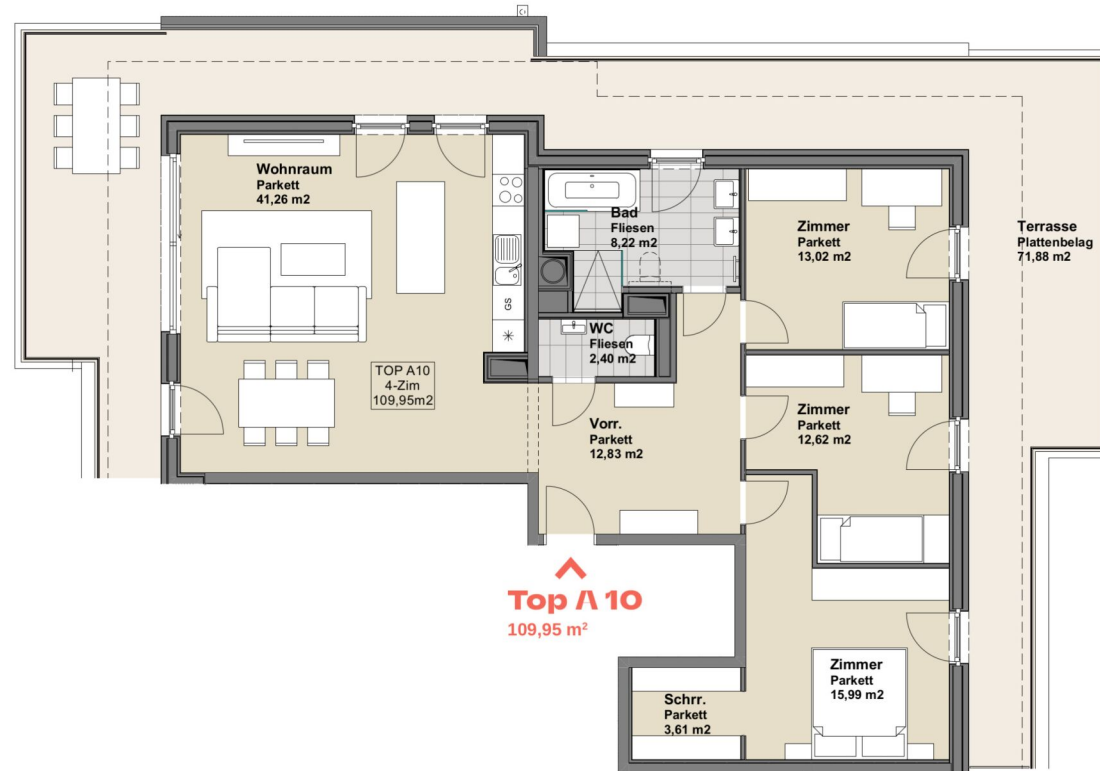 Wohnraum
Parkett
41,26 m2
Bad
Fliesen
8,22 m2
Zimmer
Parkett
13,02 m2
Terrasse
Plattenbelag
71,88 m2
GS
WC
Fliesen
2,40 m2
TOP A10
4-Zim
109,95m2
Vorr.
Parkett
12,83 m2
Zimmer
Parkett
12,62 m2
Top A 10
109,95 m²
Zimmer
Parkett
15,99 m2
Schrr.
Parkett
3,61 m2